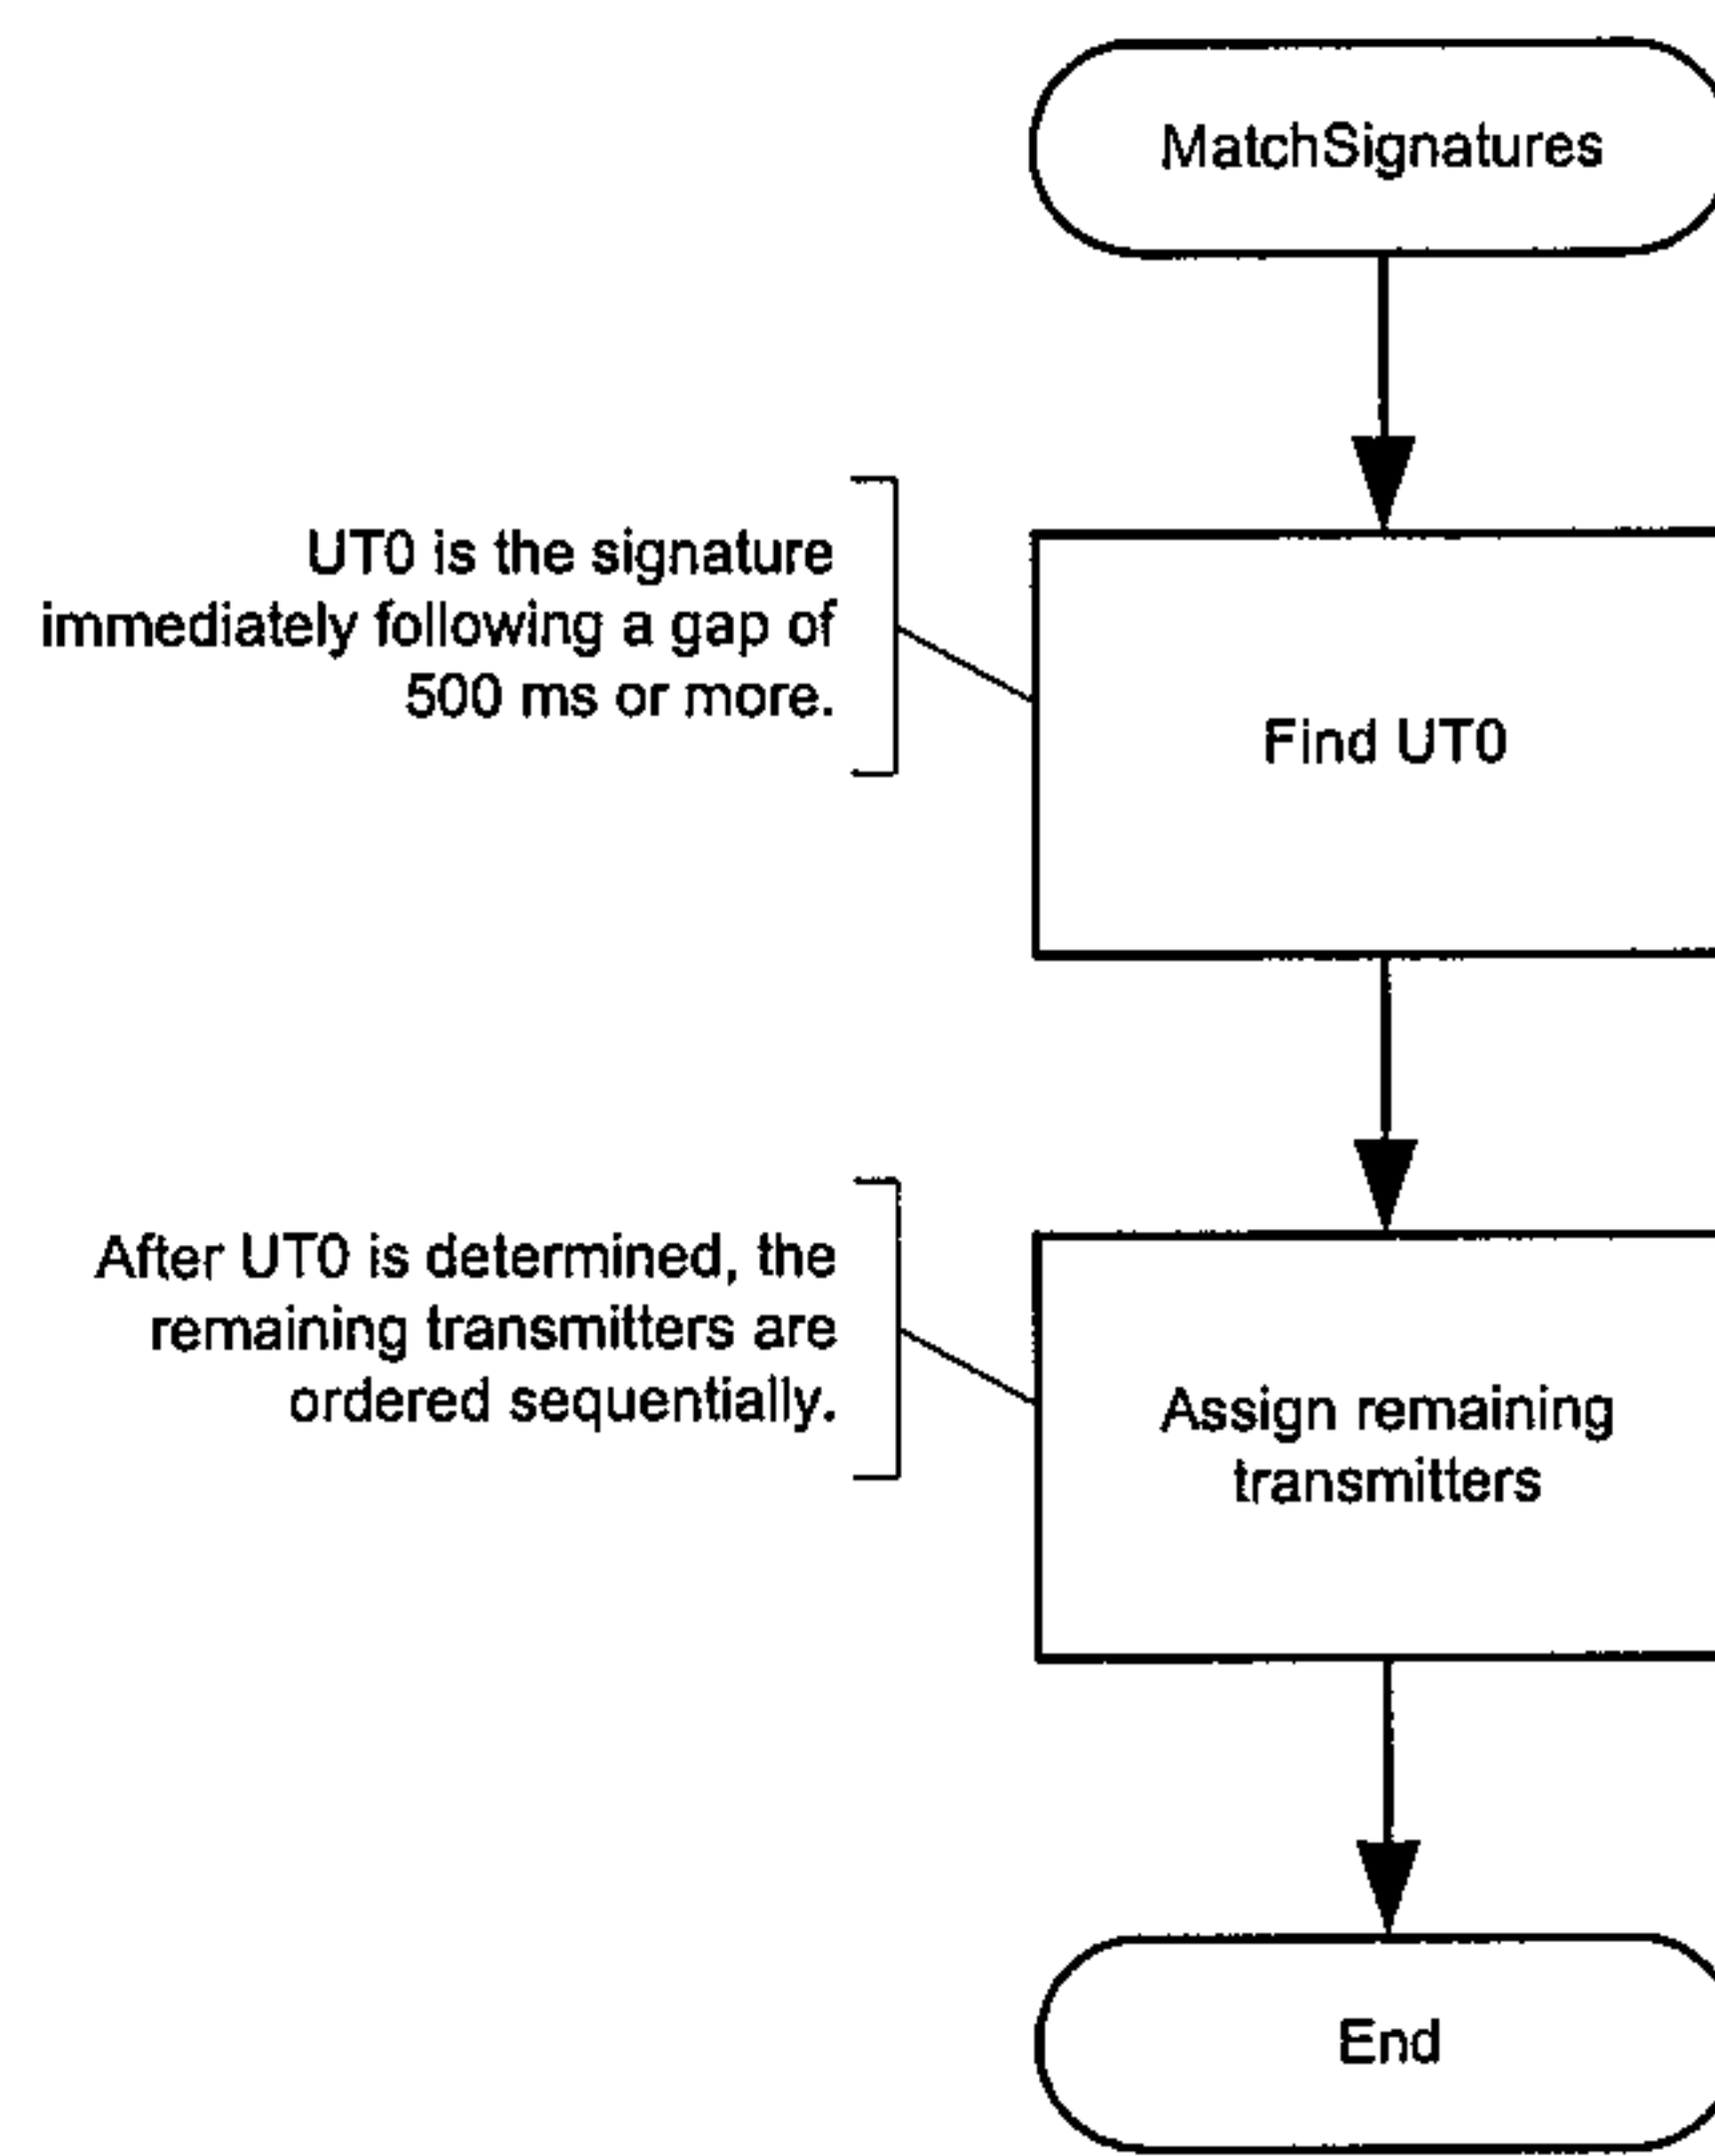 MatchSignatures
UT0 is the signature
immediately following a gap of
500 ms or more.
Find UT0
After UT0 is determined, the
remaining transmitters are
ordered sequentially.
Assign remaining
transmitters
End